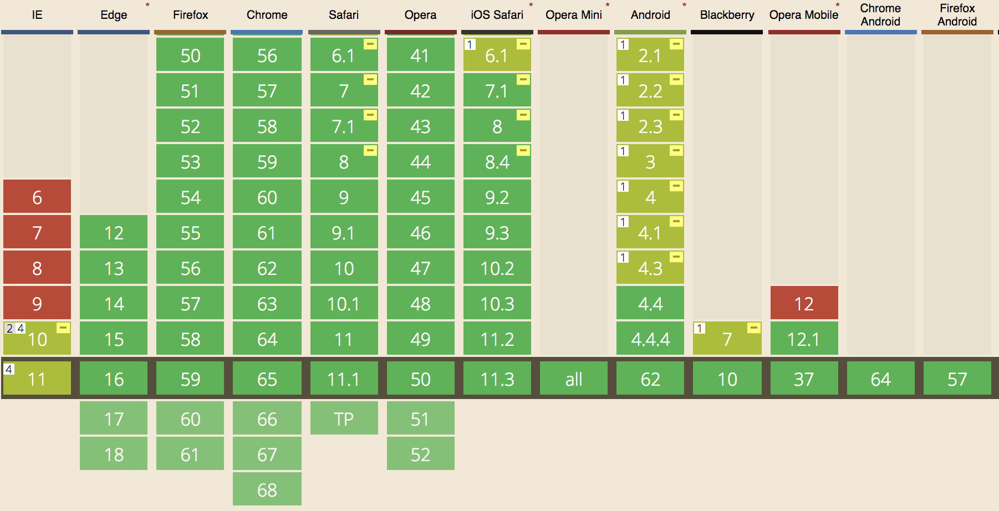 IE Edge * Firefox Chrome Safari Opera iOS Safari * Opera Mini * Android * Blackberry Opera Mobile * Chrome Android Firefox Android
50 56 6.1 - 41 1 6.1 - 1 2.1 -
51 57 7 - 42 7.1 - 1 2.2 -
52 58 7.1 - 43 8 - 1 2.3 -
53 59 8 - 44 8.4 - 1 3 -
6 54 60 9 45 9.2 1 4 -
7 12 55 61 9.1 46 9.3 1 4.1 -
8 13 56 62 10 47 10.2 1 4.3 -
9 14 57 63 10.1 48 10.3 4.4 12
2 4 10 - 15 58 64 11 49 11.2 4.4.4 1 7 - 12.1
4 11 16 59 65 11.1 50 11.3 all 62 10 37 64 57
17 60 66 TP 51
18 61 67 52
68